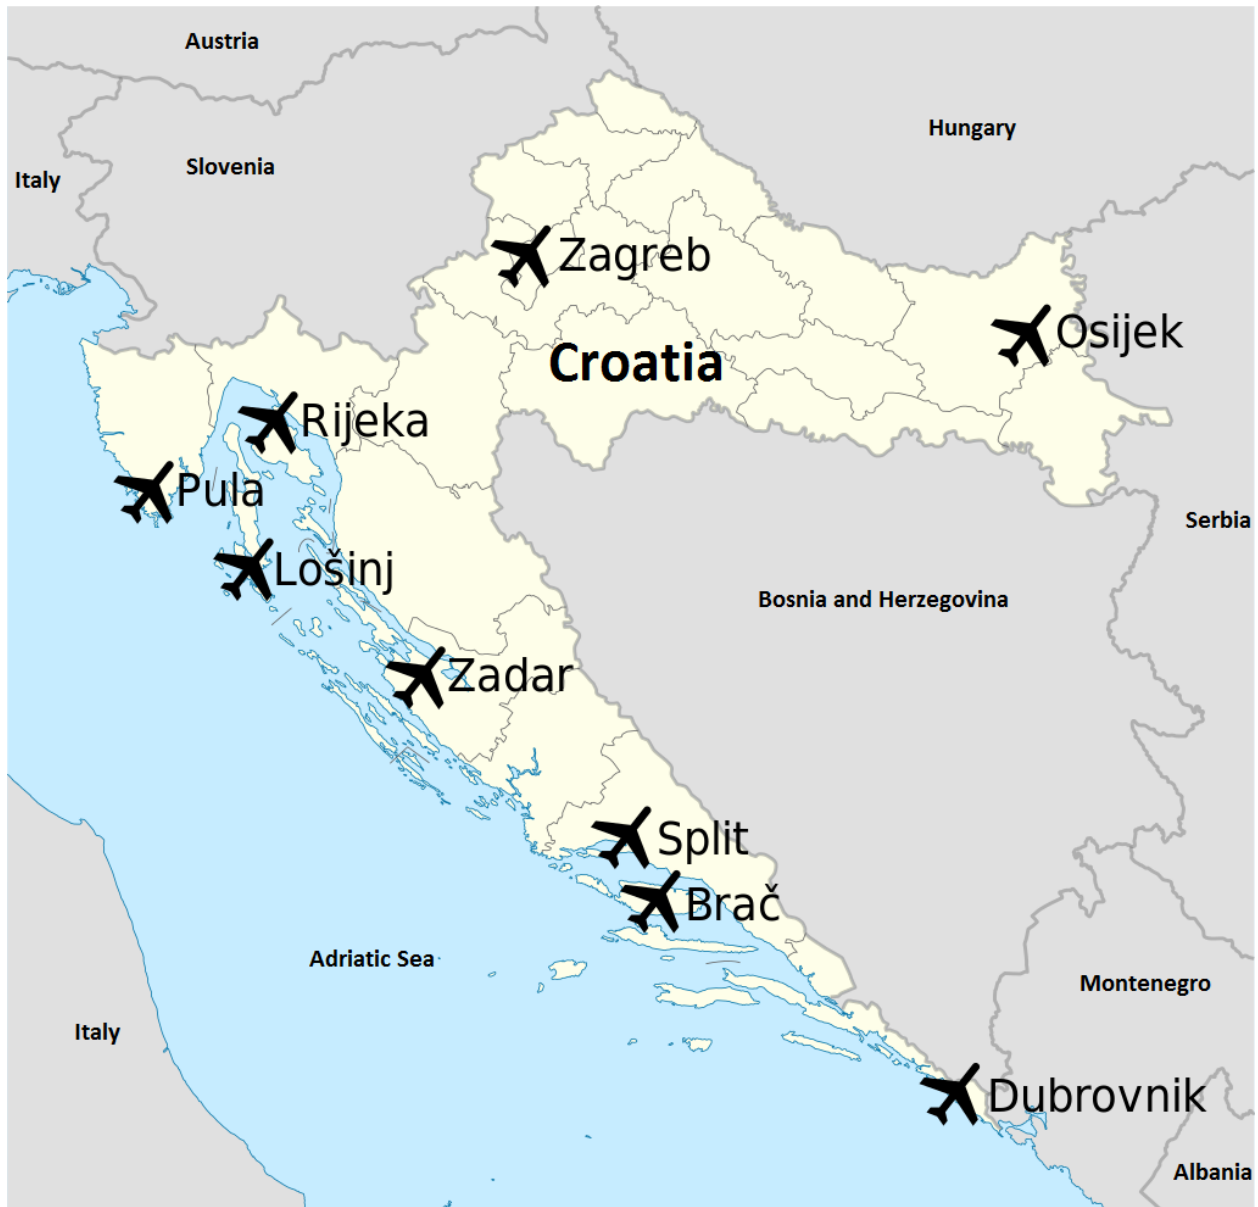 Austria
Hungary
Slovenia
Italy
Zagreb
Osijek
Croatia
Rijeka
Pula
Serbia
Lošinj
Bosnia and Herzegovina
Zadar
Split
Brač
Adriatic Sea
Montenegro
Italy
Dubrovnik
Albania